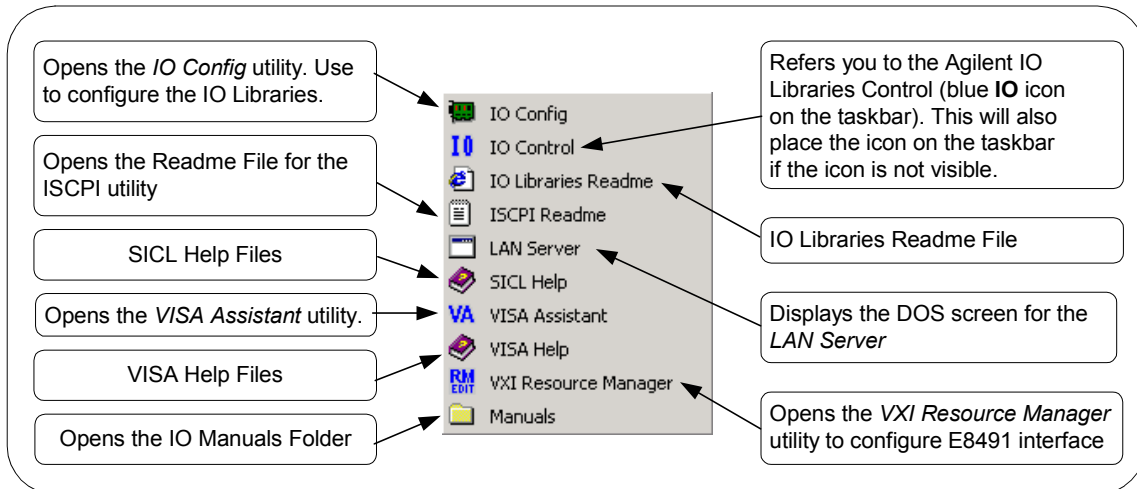 Opens the IO Config utility. Use
to configure the IO Libraries.
Opens the Readme File for the
ISCPI utility
SICL Help Files
Opens the VISA Assistant utility.
VISA Help Files
Opens the IO Manuals Folder
IO Config
IO IO Control
IO Libraries Readme
ISCPI Readme
LAN Server
SICL Help
VA VISA Assistant
VISA Help
RM
EDIT VXI Resource Manager
Manuals
Refers you to the Agilent IO
Libraries Control (blue IO icon
on the taskbar). This will also
place the icon on the taskbar
if the icon is not visible.
IO Libraries Readme File
Displays the DOS screen for the
LAN Server
Opens the VXI Resource Manager
utility to configure E8491 interface